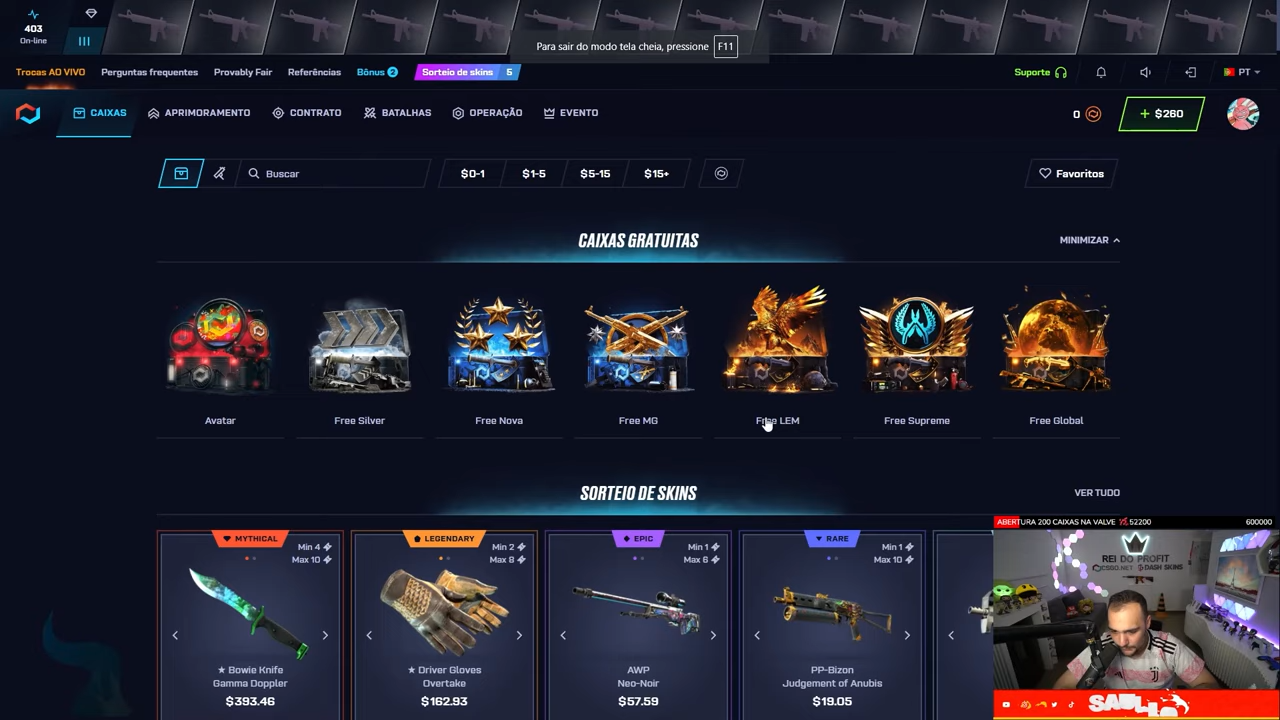 403
On-line
Para sair do modo tela cheia, pressione F11
Trocas AO VIVO Perguntas frequentes Provably Fair Referências Bônus 2 Sorteio de skins 5 Suporte PT
CAIXAS APRIMORAMENTO CONTRATO BATALHAS OPERAÇÃO EVENTO 0 + $260
Buscar $0-1 $1-5 $5-15 $15+ Favoritos
CAIXAS GRATUITAS MINIMIZAR
Avatar Free Silver Free Nova Free MG Free LEM Free Supreme Free Global
SORTEIO DE SKINS VER TUDO
MYTHICAL LEGENDARY EPIC RARE
Min 4 Min 2 Min 1 Min 1
Max 10 Max 8 Max 6 Max 10
★ Bowie Knife ★ Driver Gloves AWP PP-Bizon
Gamma Doppler Overtake Neo-Noir Judgement of Anubis
$393.46 $162.93 $57.59 $19.05
ABERTURA 200 CAIXAS NA VALVE 52200 600000
REI DO PROFIT
CSGO.NET DASH SKINS